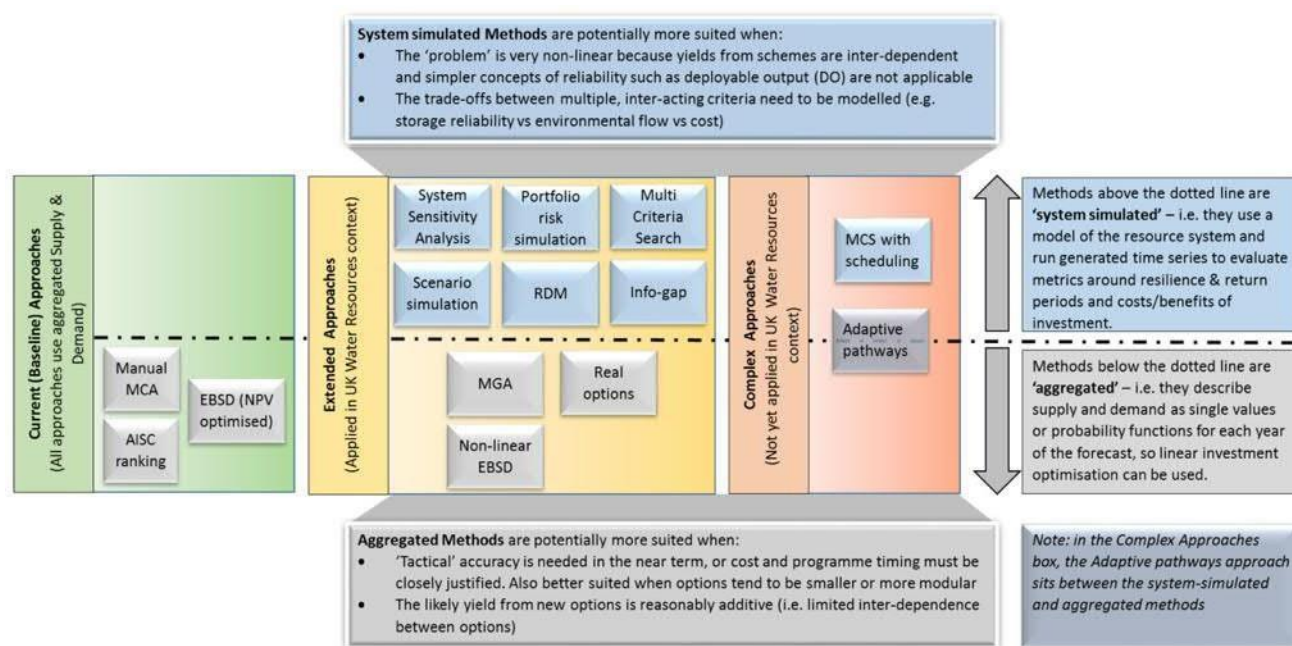 System simulated Methods are potentially more suited when:
• The ‘problem’ is very non-linear because yields from schemes are inter-dependent
and simpler concepts of reliability such as deployable output (DO) are not applicable
• The trade-offs between multiple, inter-acting criteria need to be modelled (e.g.
storage reliability vs environmental flow vs cost)
Current (Baseline) Approaches
(All approaches use aggregated Supply &
Demand)
Manual
MCA
EBSD (NPV
optimised)
AISC
ranking
Extended Approaches
(Applied in UK Water Resources context)
System
Sensitivity
Analysis
Portfolio
risk
simulation
Multi
Criteria
Search
Scenario
simulation
RDM
Info-gap
MGA
Real
options
Non-linear
EBSD
Complex Approaches
(Not yet applied in UK Water Resources
context)
MCS with
scheduling
Adaptive
pathways
Methods above the dotted line are
‘system simulated’ – i.e. they use a
model of the resource system and
run generated time series to evaluate
metrics around resilience & return
periods and costs/benefits of
investment.
Methods below the dotted line are
‘aggregated’ – i.e. they describe
supply and demand as single values
or probability functions for each year
of the forecast, so linear investment
optimisation can be used.
Aggregated Methods are potentially more suited when:
• ‘Tactical’ accuracy is needed in the near term, or cost and programme timing must be
closely justified. Also better suited when options tend to be smaller or more modular
• The likely yield from new options is reasonably additive (i.e. limited inter-dependence
between options)
Note: in the Complex Approaches
box, the Adaptive pathways approach
sits between the system-simulated
and aggregated methods